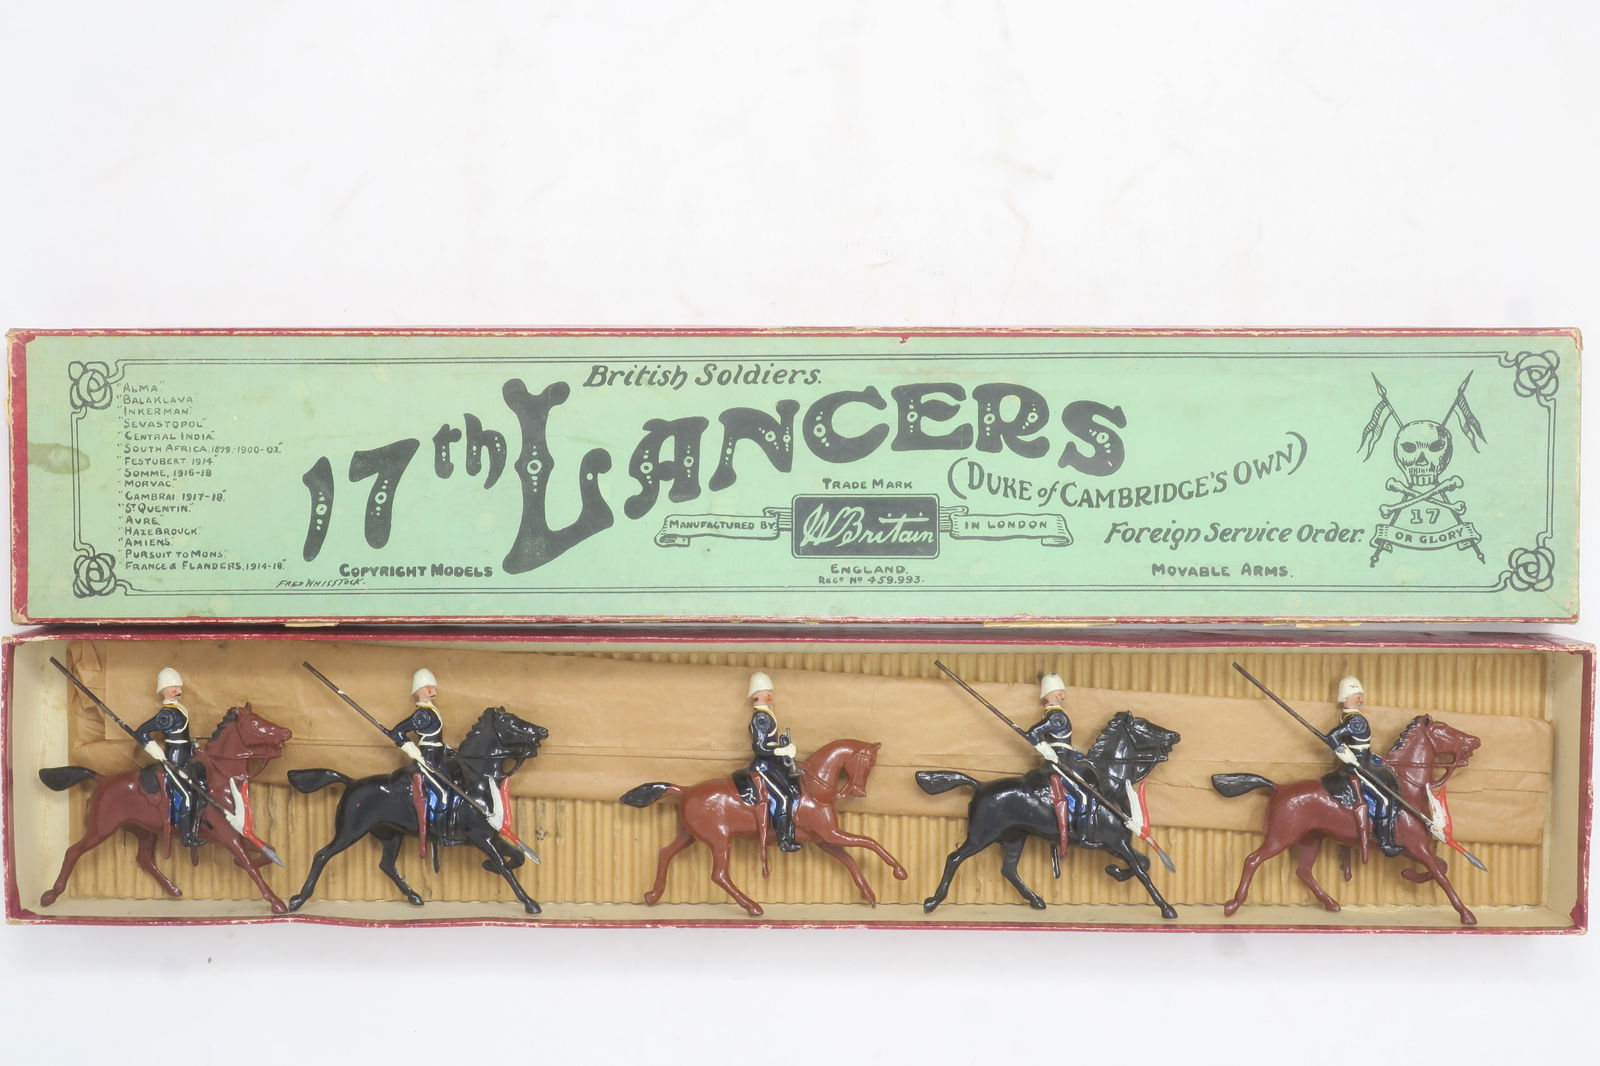 British Soldiers.
17th LANCERS
(DUKE of CAMBRIDGE'S OWN)
"ALMA"
"BALAKLAVA"
"INKERMAN"
"SEVASTOPOL"
"CENTRAL INDIA."
"SOUTH AFRICA, 1879. 1900-02."
"FESTUBERT. 1914"
"SOMME, 1916-18
"MORVAL"
"CAMBRAI. 1917-18."
"ST QUENTIN."
"AVRE"
"HAZEBROUCK"
"AMIENS."
"PURSUIT TO MONS."
"FRANCE & FLANDERS. 1914-18."
FRED WHISSTOCK.
COPYRIGHT MODELS
TRADE MARK
MANUFACTURED BY
W Britain
IN LONDON
ENGLAND.
REGD No 459.993.
Foreign Service Order.
MOVABLE ARMS.
17
OR GLORY